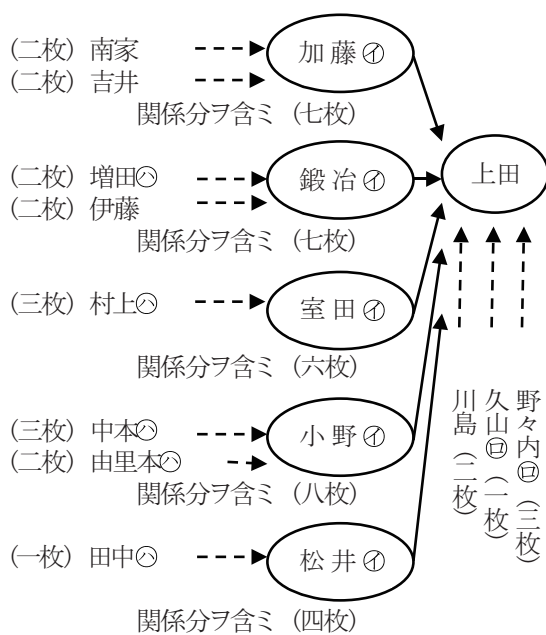 (二枚) 南家
加藤㋑
(二枚) 吉井
関係分ヲ含ミ (七枚)
上田
(二枚) 増田㋩
鍛冶㋑
(二枚) 伊藤
関係分ヲ含ミ (七枚)
(三枚) 村上㋩
室田㋑
関係分ヲ含ミ (六枚)
(三枚) 中本㋩
小野㋑
(二枚) 由里本㋩
関係分ヲ含ミ (八枚)
(一枚) 田中㋩
松井㋑
関係分ヲ含ミ (四枚)
野々内㋺ (三枚)
久山㋺ (一枚)
川島 (二枚)